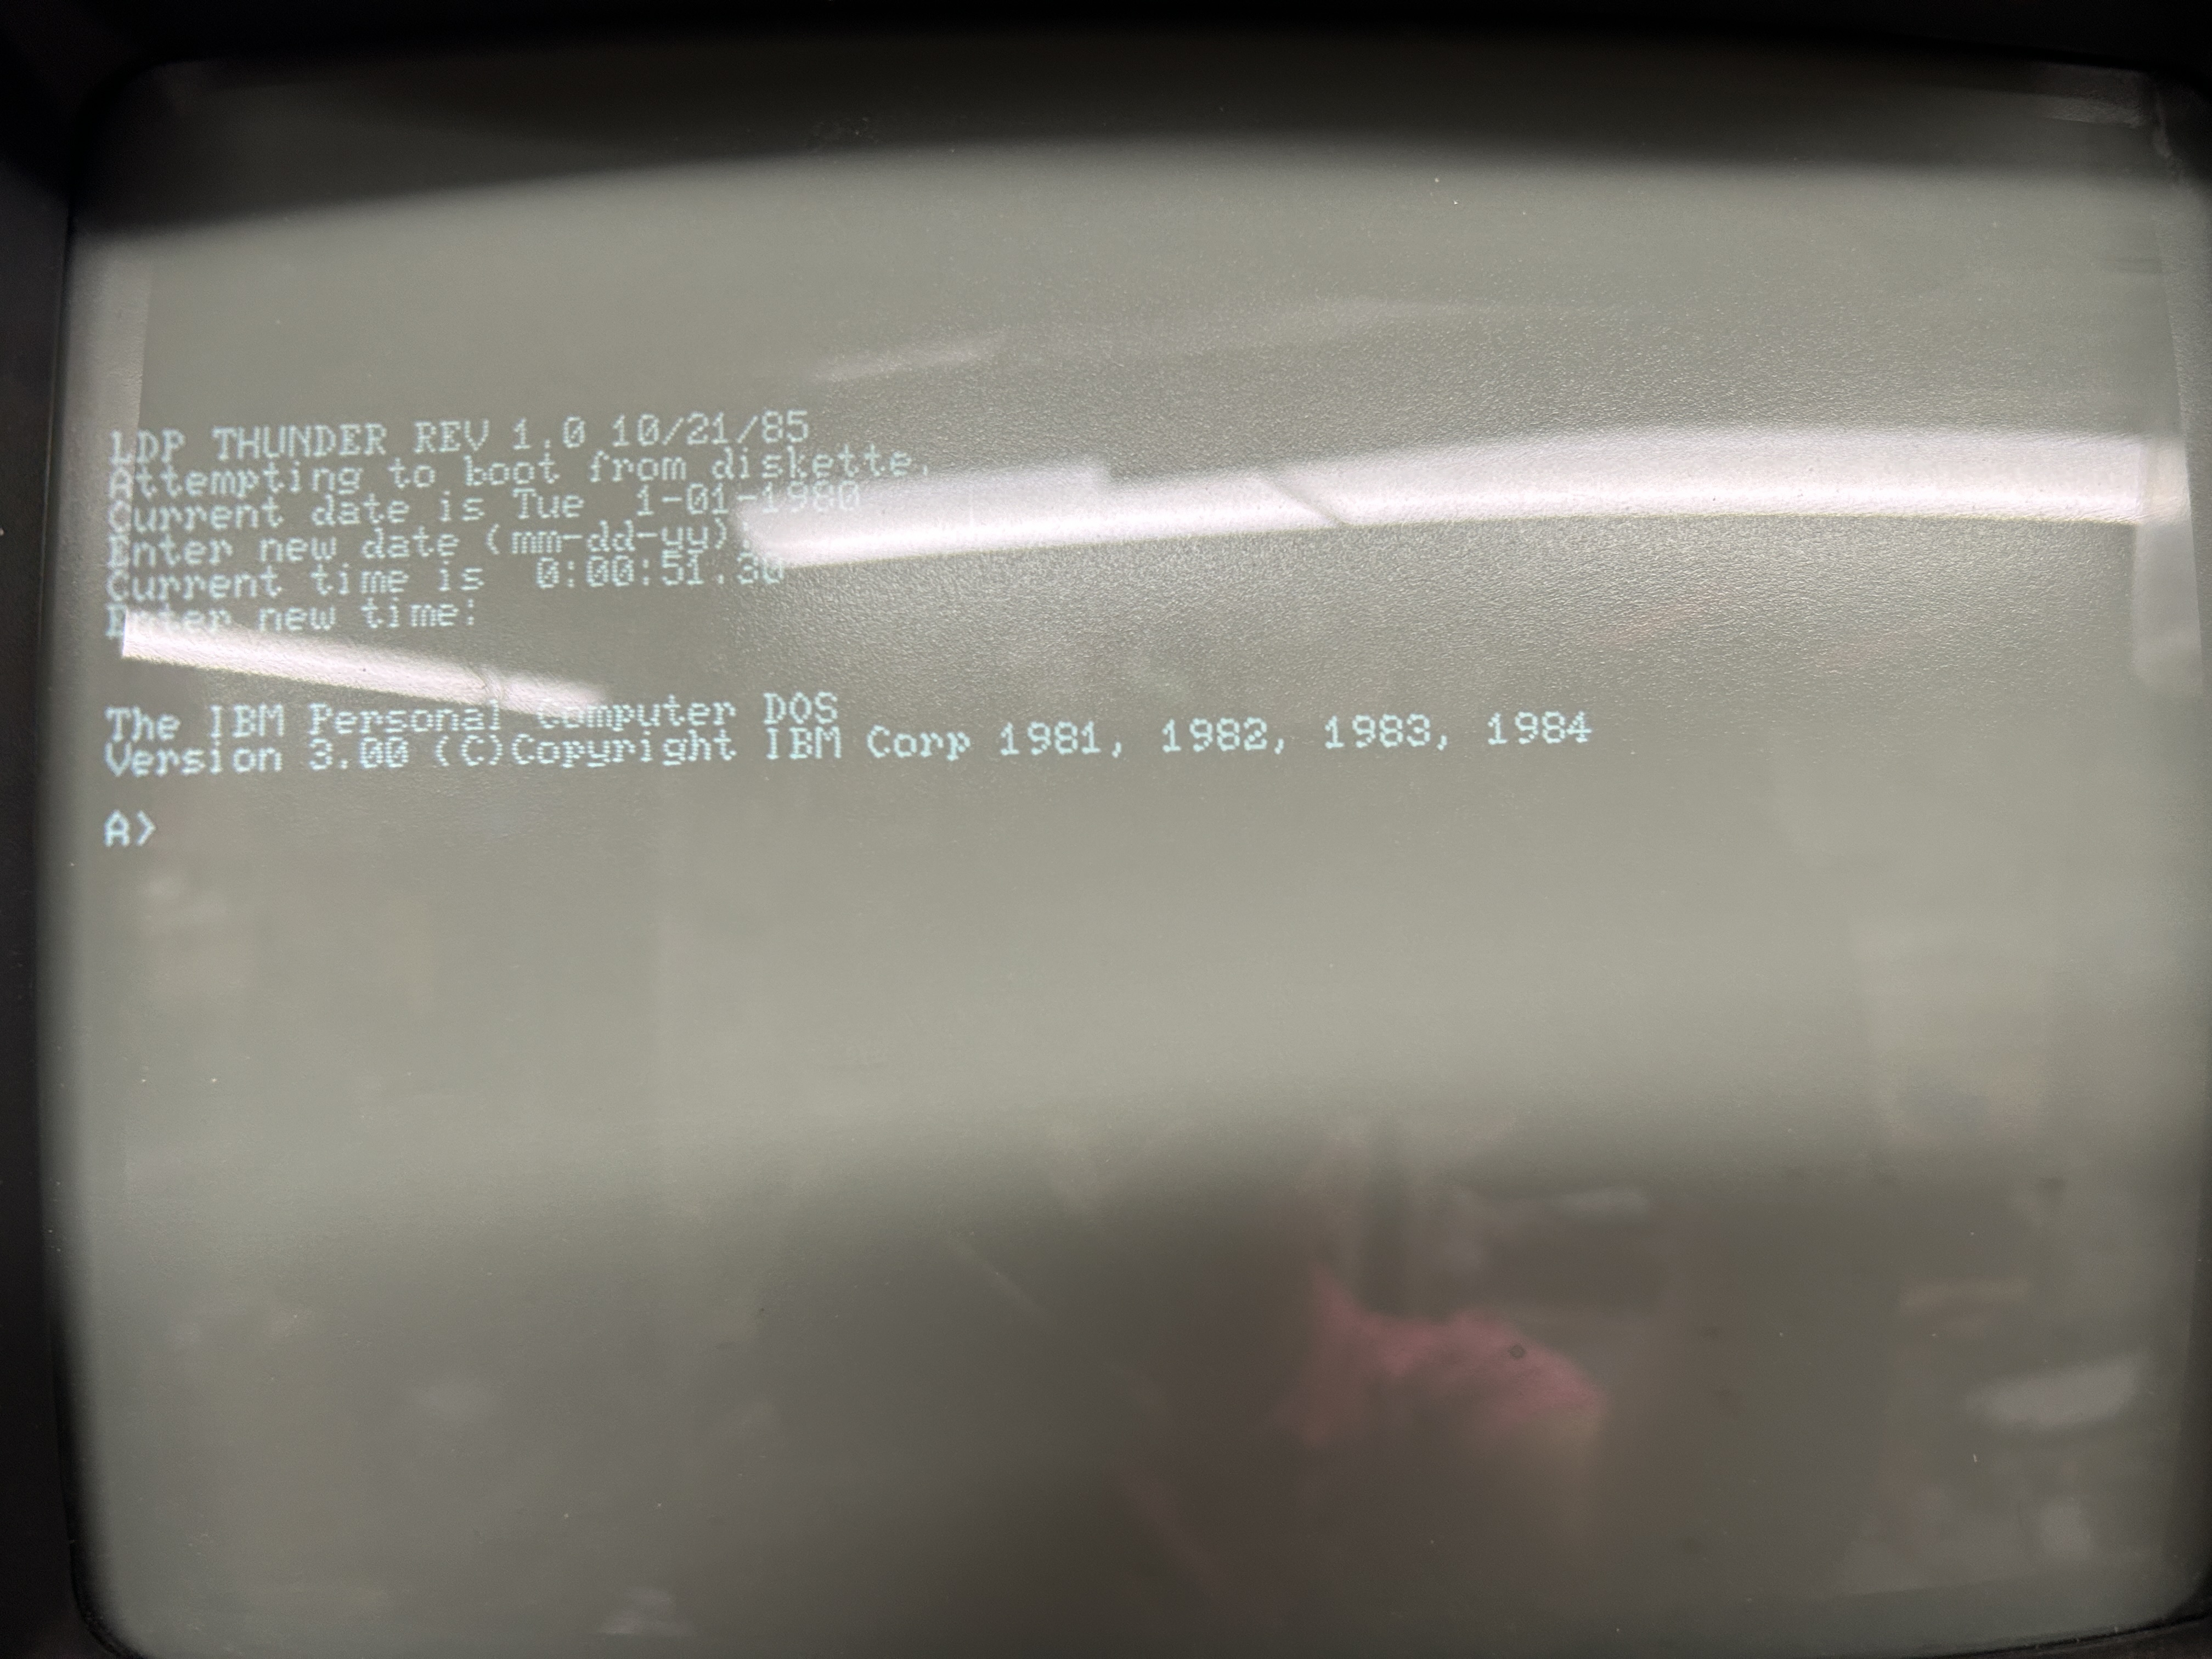 LDP THUNDER REV 1.0 10/21/85
Attempting to boot from diskette.
Current date is Tue  1-01-1980
Enter new date (mm-dd-yy)
Current time is  0:00:51.30
Enter new time:
The IBM Personal Computer DOS
Version 3.00 (C)Copyright IBM Corp 1981, 1982, 1983, 1984
A>